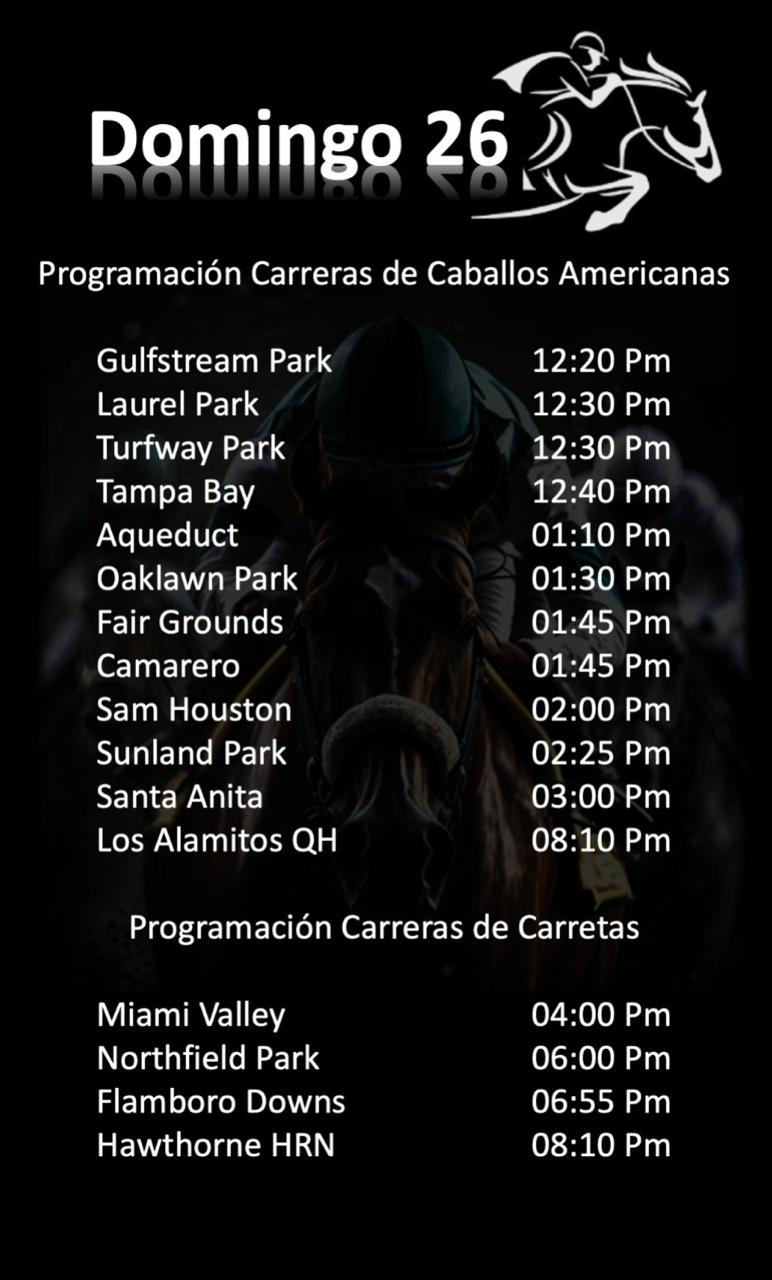 Domingo 26
Programación Carreras de Caballos Americanas
Gulfstream Park 12:20 Pm
Laurel Park 12:30 Pm
Turfway Park 12:30 Pm
Tampa Bay 12:40 Pm
Aqueduct 01:10 Pm
Oaklawn Park 01:30 Pm
Fair Grounds 01:45 Pm
Camarero 01:45 Pm
Sam Houston 02:00 Pm
Sunland Park 02:25 Pm
Santa Anita 03:00 Pm
Los Alamitos QH 08:10 Pm
Programación Carreras de Carretas
Miami Valley 04:00 Pm
Northfield Park 06:00 Pm
Flamboro Downs 06:55 Pm
Hawthorne HRN 08:10 Pm